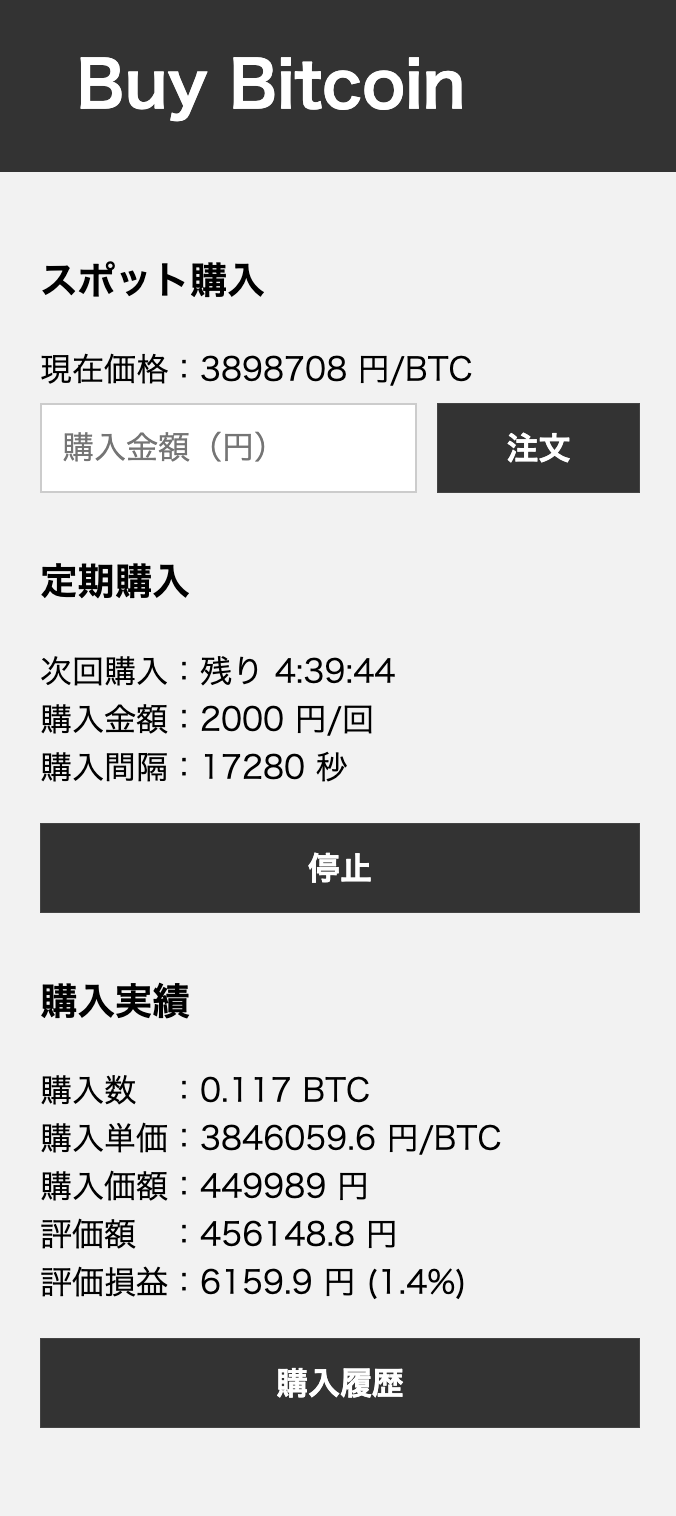 Buy Bitcoin
スポット購入
現在価格：3898708 円/BTC
購入金額（円） 注文
定期購入
次回購入：残り 4:39:44
購入金額：2000 円/回
購入間隔：17280 秒
停止
購入実績
購入数　：0.117 BTC
購入単価：3846059.6 円/BTC
購入価額：449989 円
評価額　：456148.8 円
評価損益：6159.9 円 (1.4%)
購入履歴